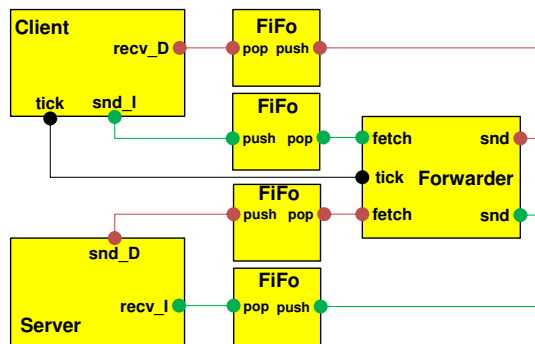 Client
recv_D
tick
snd_I
FiFo
pop push
FiFo
push pop
fetch
snd
tick
Forwarder
fetch
snd
FiFo
push pop
snd_D
recv_I
Server
FiFo
pop push